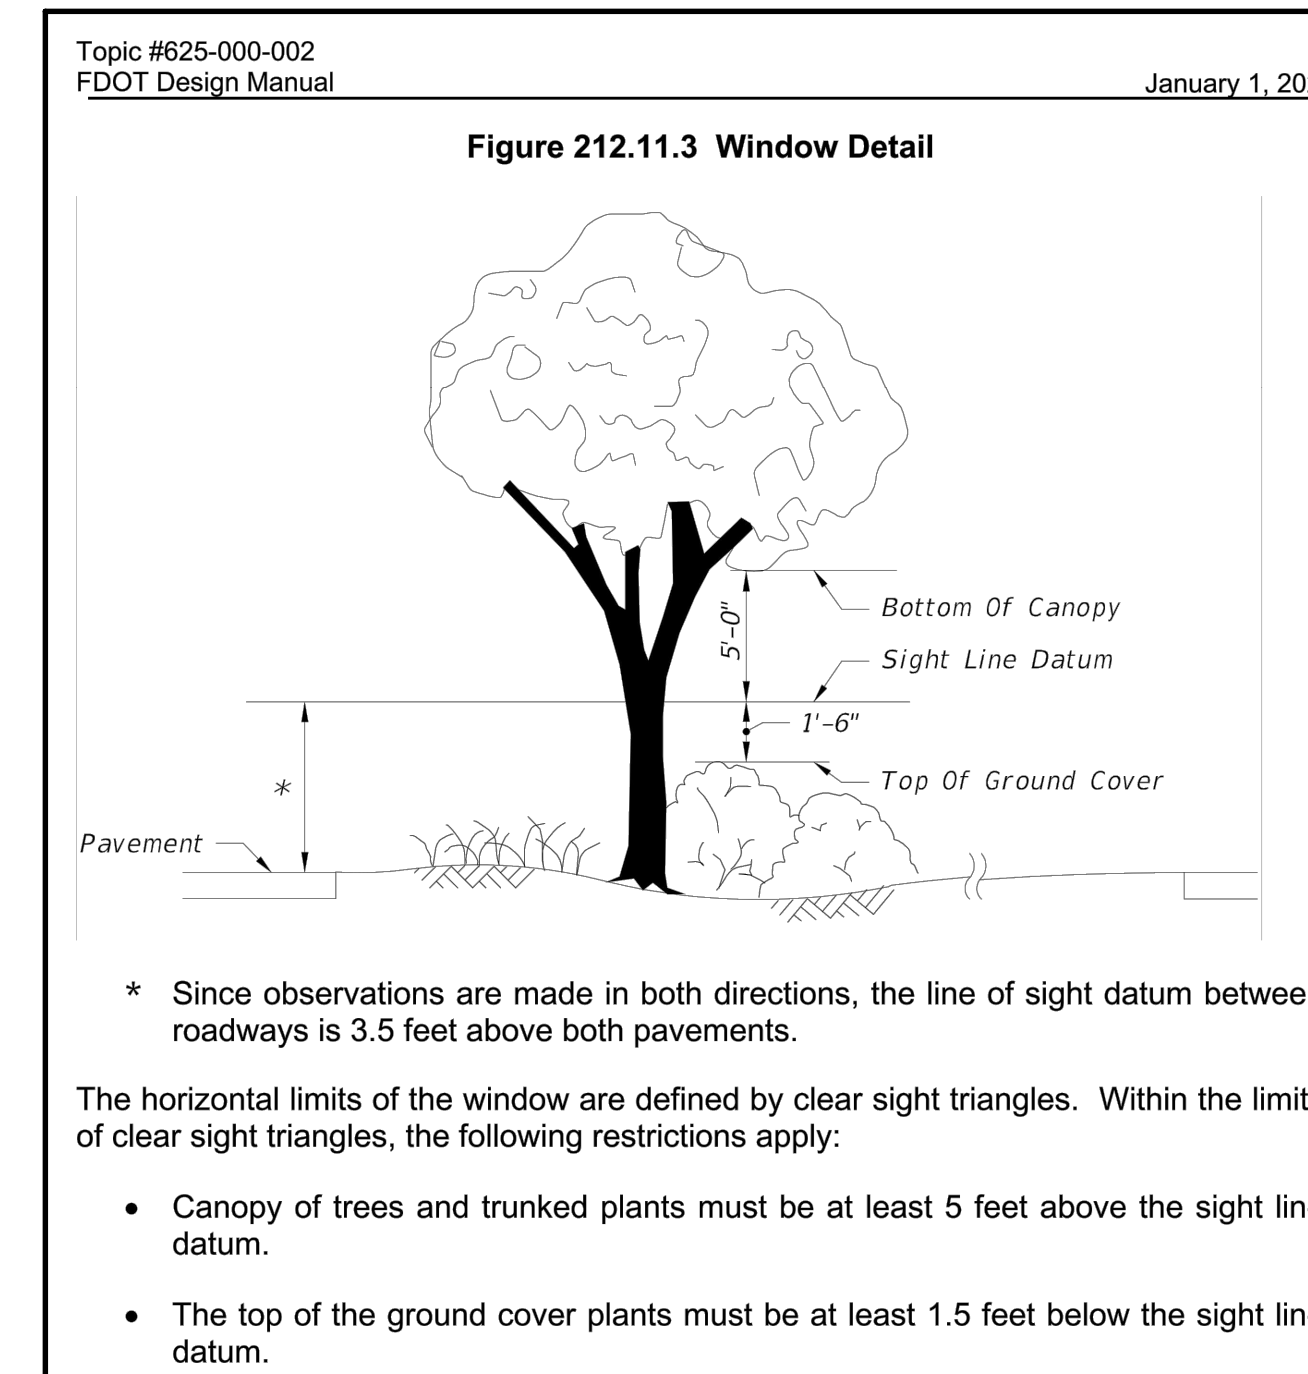 Topic #625-000-002
FDOT Design Manual
January 1, 20
Figure 212.11.3 Window Detail
Bottom Of Canopy
5'-0"
Sight Line Datum
1'-6"
*
Top Of Ground Cover
Pavement
* Since observations are made in both directions, the line of sight datum betwee
roadways is 3.5 feet above both pavements.
The horizontal limits of the window are defined by clear sight triangles. Within the limit
of clear sight triangles, the following restrictions apply:
• Canopy of trees and trunked plants must be at least 5 feet above the sight lin
datum.
• The top of the ground cover plants must be at least 1.5 feet below the sight lin
datum.